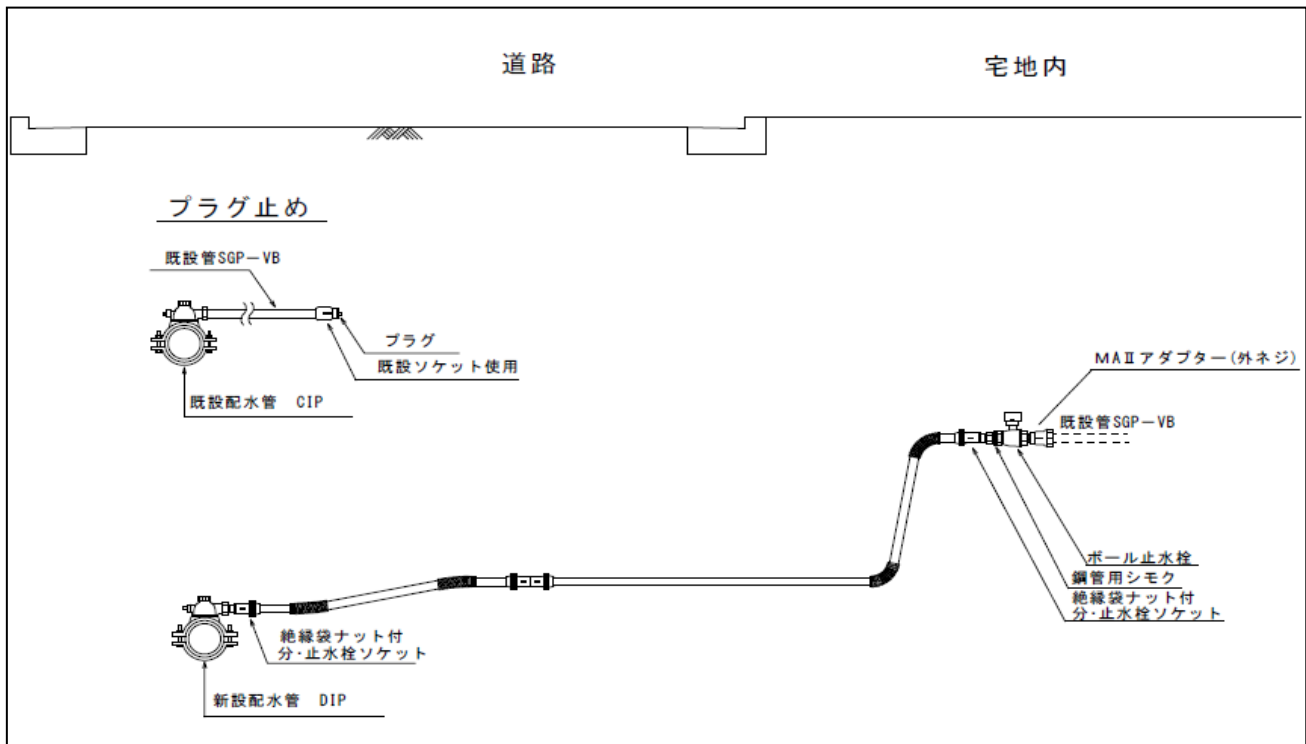 道路
宅地内
プラグ止め
既設管SGP－VB
プラグ
既設ソケット使用
既設配水管　CIP
MAⅡアダプター(外ネジ)
既設管SGP－VB
ボール止水栓
鋼管用シモク
絶縁袋ナット付
分・止水栓ソケット
絶縁袋ナット付
分・止水栓ソケット
新設配水管　DIP